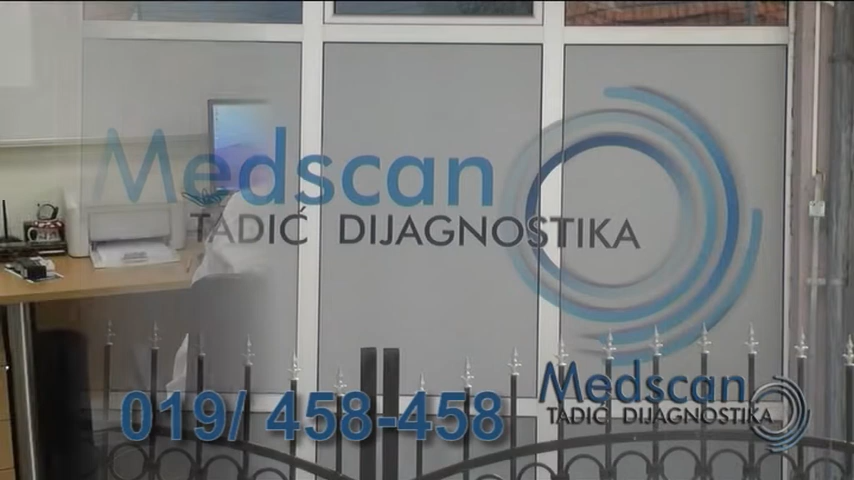 Medscan
TADIĆ DIJAGNOSTIKA
019/ 458-458
Medscan
TADIĆ DIJAGNOSTIKA